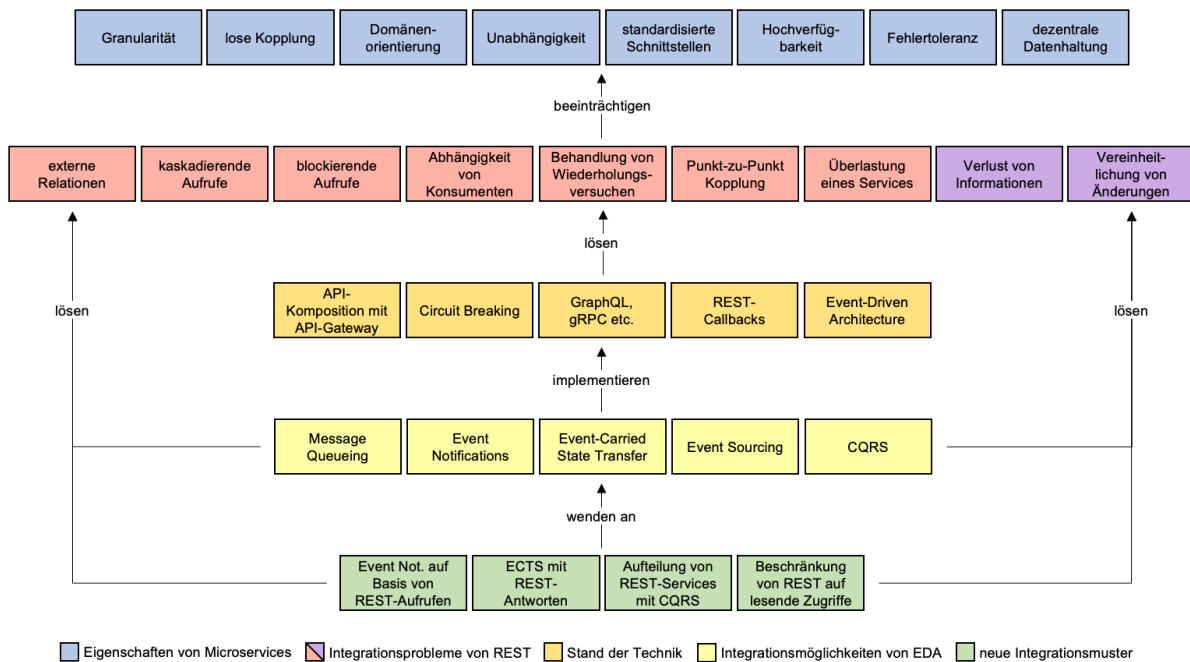 Granularität
lose Kopplung
Domänen-
orientierung
Unabhängigkeit
standardisierte
Schnittstellen
Hochverfüg-
barkeit
Fehlertoleranz
dezentrale
Datenhaltung
beeinträchtigen
externe
Relationen
kaskadierende
Aufrufe
blockierende
Aufrufe
Abhängigkeit
von
Konsumenten
Behandlung von
Wiederholungs-
versuchen
Punkt-zu-Punkt
Kopplung
Überlastung
eines Services
Verlust von
Informationen
Vereinheit-
lichung von
Änderungen
lösen
lösen
lösen
API-
Komposition mit
API-Gateway
Circuit Breaking
GraphQL,
gRPC etc.
REST-
Callbacks
Event-Driven
Architecture
implementieren
Message
Queueing
Event
Notifications
Event-Carried
State Transfer
Event Sourcing
CQRS
wenden an
Event Not. auf
Basis von
REST-Aufrufen
ECTS mit
REST-
Antworten
Aufteilung von
REST-Services
mit CQRS
Beschränkung
von REST auf
lesende Zugriffe
Eigenschaften von Microservices
Integrationsprobleme von REST
Stand der Technik
Integrationsmöglichkeiten von EDA
neue Integrationsmuster